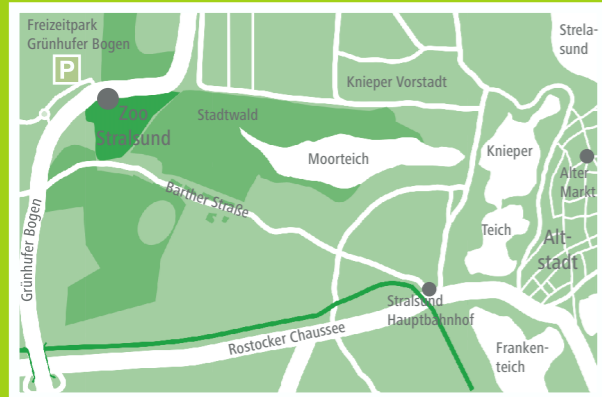 Freizeitpark
Grünhufer Bogen
P
Zoo
Stralsund
Stadtwald
Knieper Vorstadt
Strela-
sund
Moorteich
Knieper
Alter
Markt
Barther Straße
Grünhufer Bogen
Teich
Alt-
stadt
Stralsund
Hauptbahnhof
Rostocker Chaussee
Franken-
teich